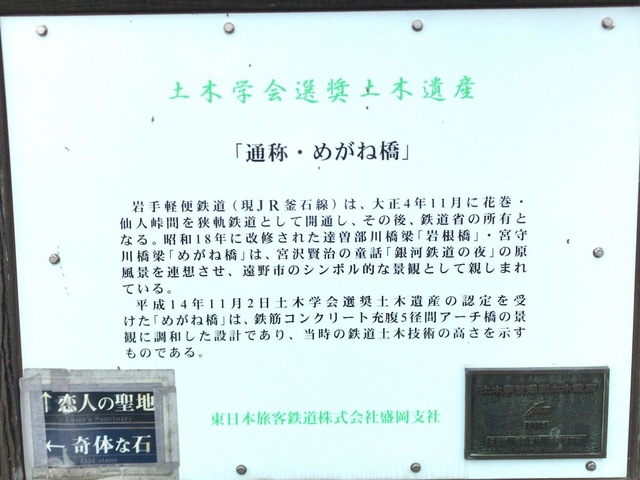 土木学会選奨土木遺産
「通称・めがね橋」
岩手軽便鉄道(現JR釜石線)は、大正4年11月に花巻・
仙人峠間を狭軌鉄道として開通し、その後、鉄道省の所有と
なる。昭和18年に改修された達曽部川橋梁「岩根橋」・宮守
川橋梁「めがね橋」は、宮沢賢治の童話「銀河鉄道の夜」の原
風景を連想させ、遠野市のシンボル的な景観として親しまれ
ている。
平成14年11月2日土木学会選奨土木遺産の認定を受
けた「めがね橋」は、鉄筋コンクリート充腹5径間アーチ橋の景
観に調和した設計であり、当時の鉄道土木技術の高さを示す
ものである。
東日本旅客鉄道株式会社盛岡支社
↑恋人の聖地
Lover's Sanctuary
←奇体な石
Odd stone